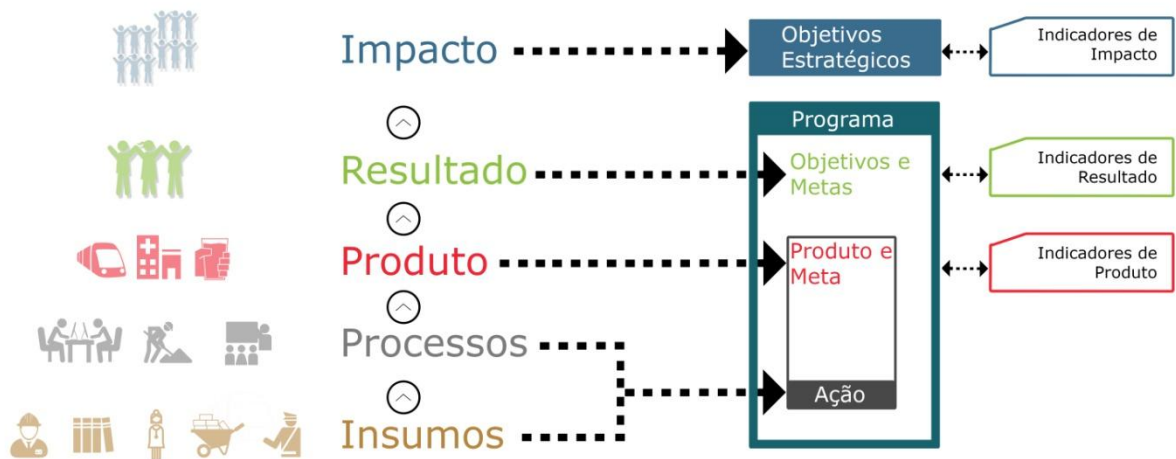 Impacto
Objetivos
Estratégicos
Indicadores de
Impacto
Programa
Resultado
Objetivos e
Metas
Indicadores de
Resultado
Produto
Produto e
Meta
Indicadores de
Produto
Processos
Ação
Insumos